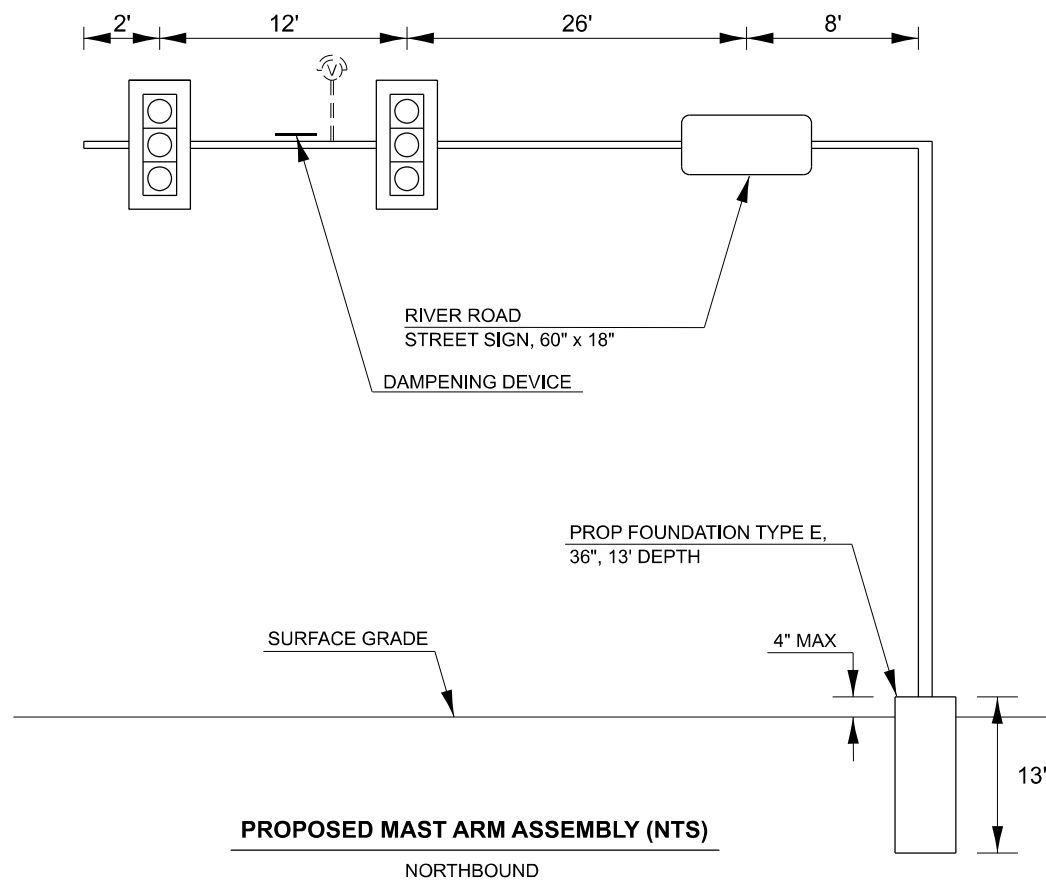 2' 12' 26' 8'
V
RIVER ROAD
STREET SIGN, 60" x 18"
DAMPENING DEVICE
PROP FOUNDATION TYPE E,
36", 13' DEPTH
SURFACE GRADE
4" MAX
13'
PROPOSED MAST ARM ASSEMBLY (NTS)
NORTHBOUND